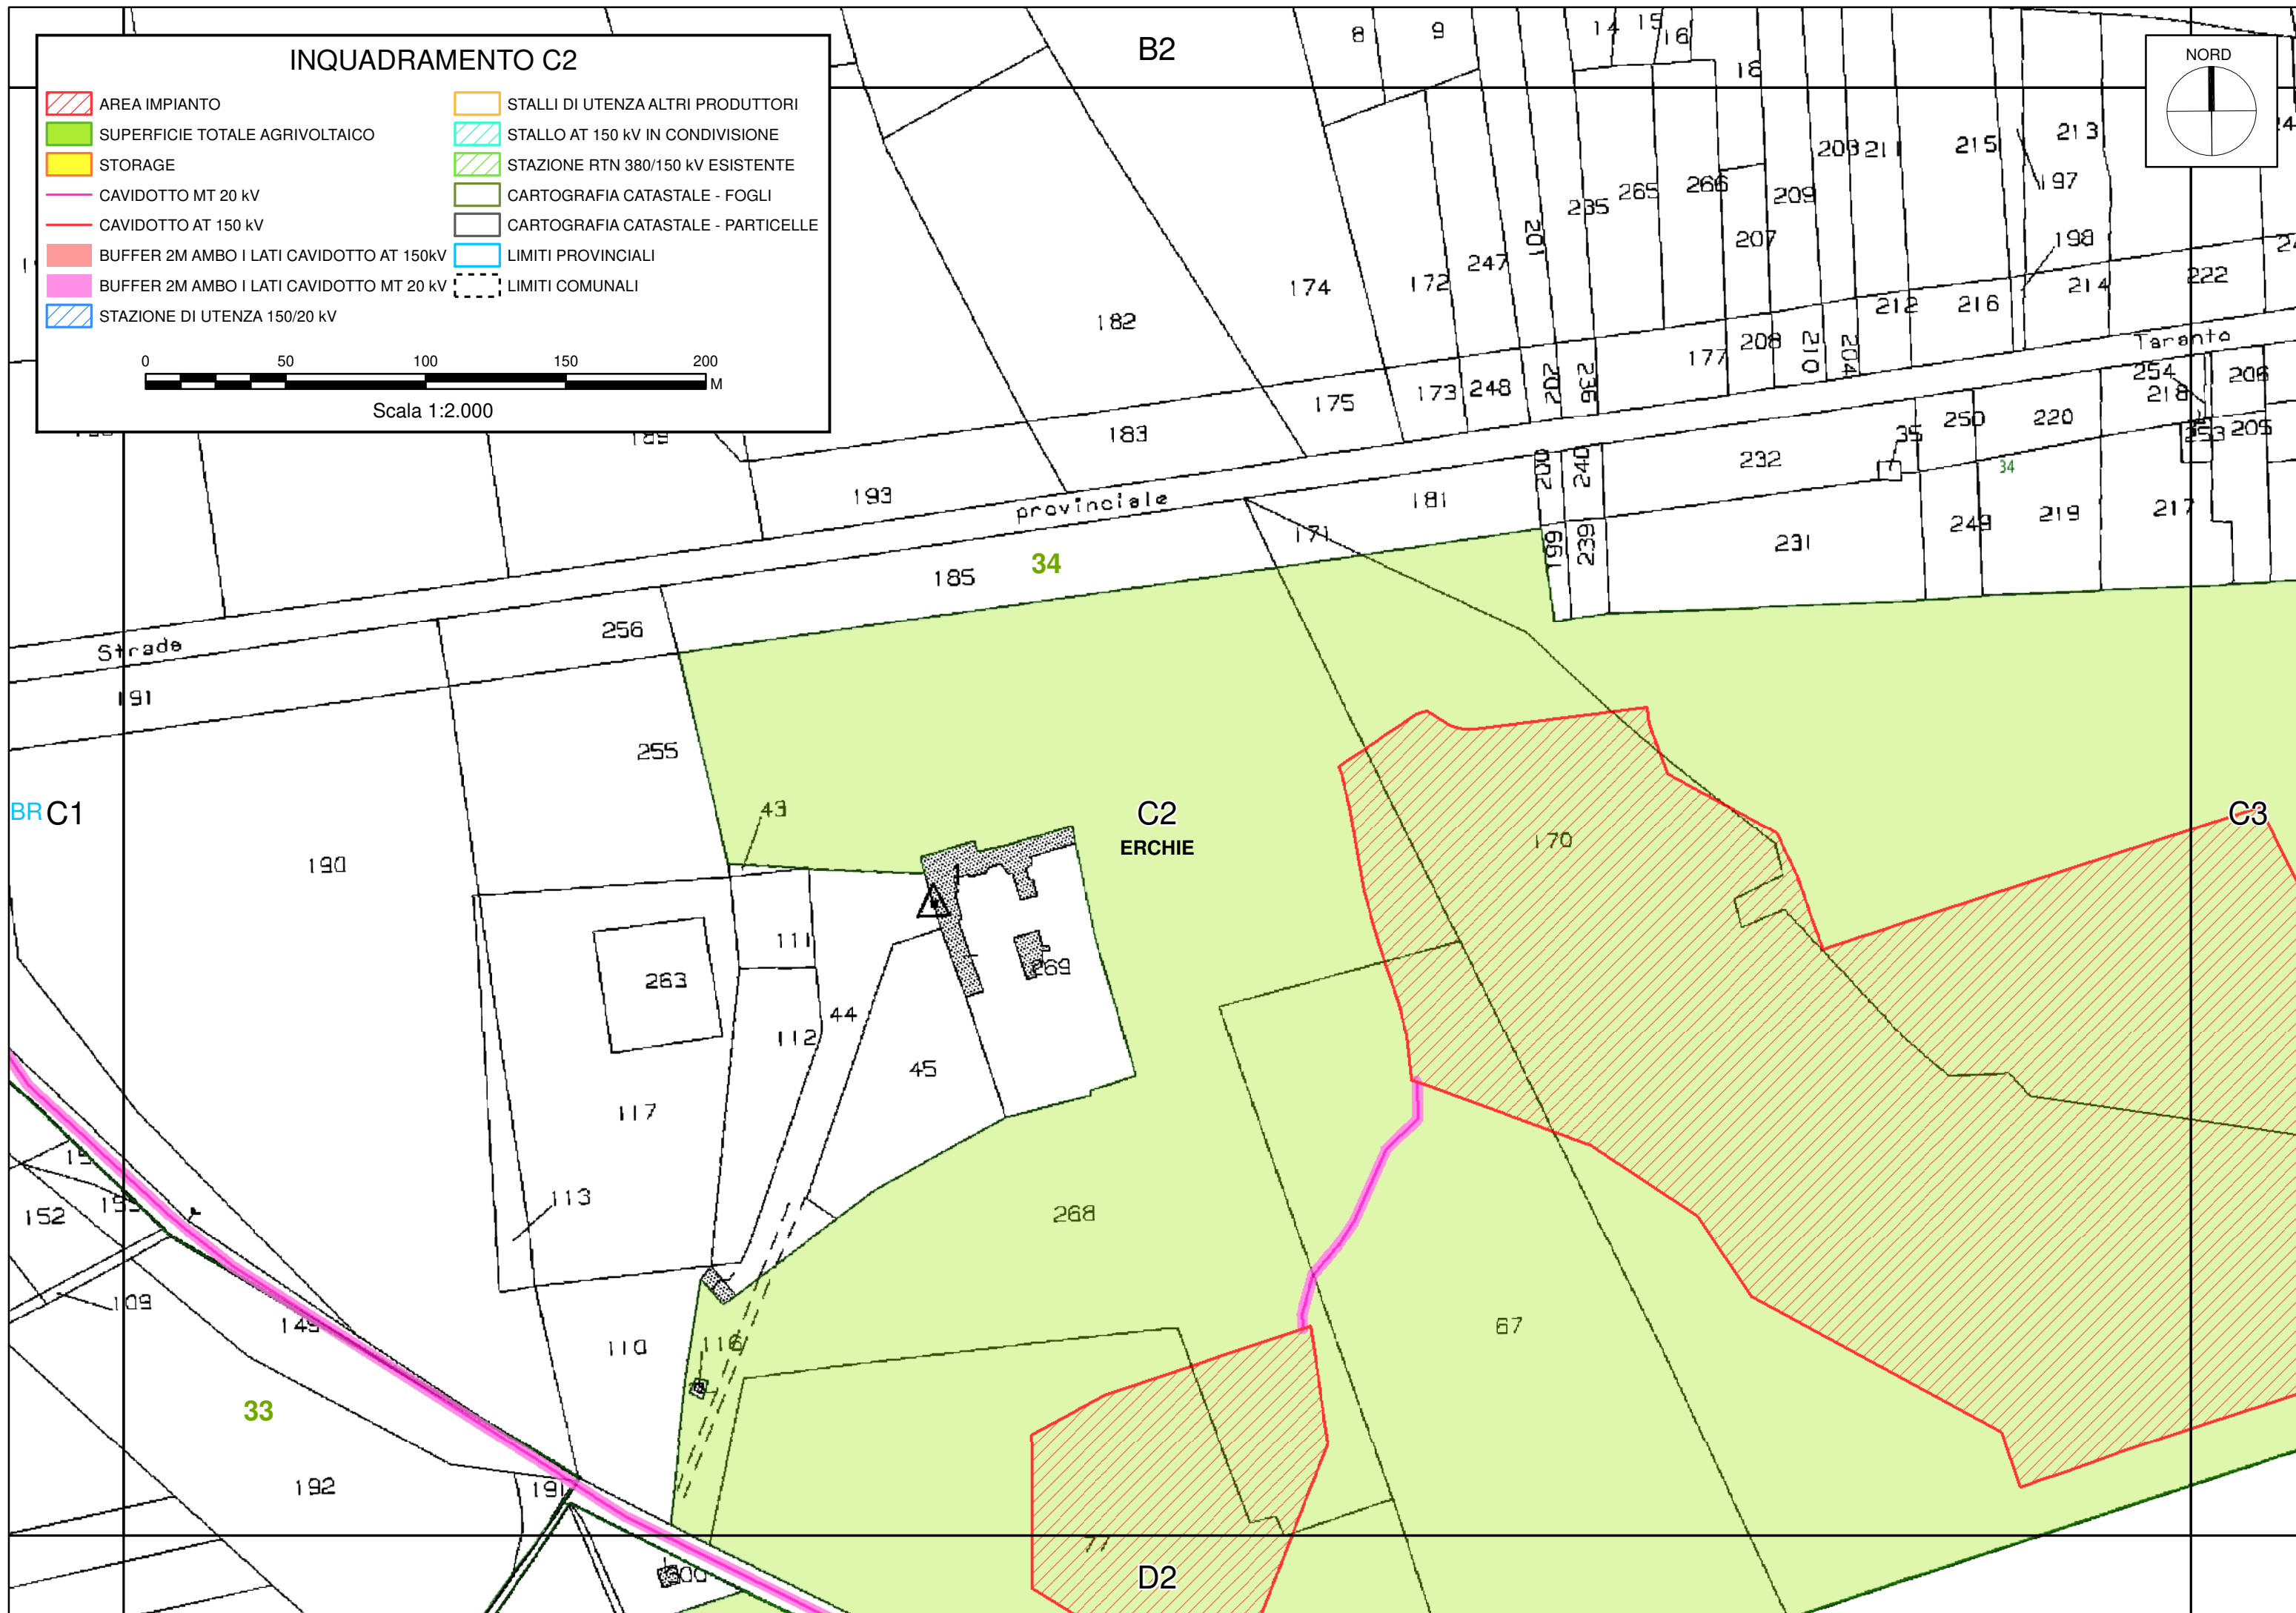 INQUADRAMENTO C2
AREA IMPIANTO
SUPERFICIE TOTALE AGRIVOLTAICO
STORAGE
CAVIDOTTO MT 20 kV
CAVIDOTTO AT 150 kV
BUFFER 2M AMBO I LATI CAVIDOTTO AT 150kV
BUFFER 2M AMBO I LATI CAVIDOTTO MT 20 kV
STAZIONE DI UTENZA 150/20 kV
STALLI DI UTENZA ALTRI PRODUTTORI
STALLO AT 150 kV IN CONDIVISIONE
STAZIONE RTN 380/150 kV ESISTENTE
CARTOGRAFIA CATASTALE - FOGLI
CARTOGRAFIA CATASTALE - PARTICELLE
LIMITI PROVINCIALI
LIMITI COMUNALI
0 50 100 150 200
M
Scala 1:2.000
B2
NORD
8 9 14 15 16
18
213
203 211 215
197
265 266 209
235
201 207 198
247
174 172 214 222
212 216
182
208 210 204
177
Taranto
175 173 248 202 236
254 206
218
183 250 220
35 253 205
200 240 232
34
193 provinciale 181
171 249 219 217
199 239 231
34
185
256
Strada
191
255
43
BR C1 C2 C3
ERCHIE
170
190
111
263 269
44
112
45
117
113
152
268
109
67
149
116
110
33
192
191
77
D2